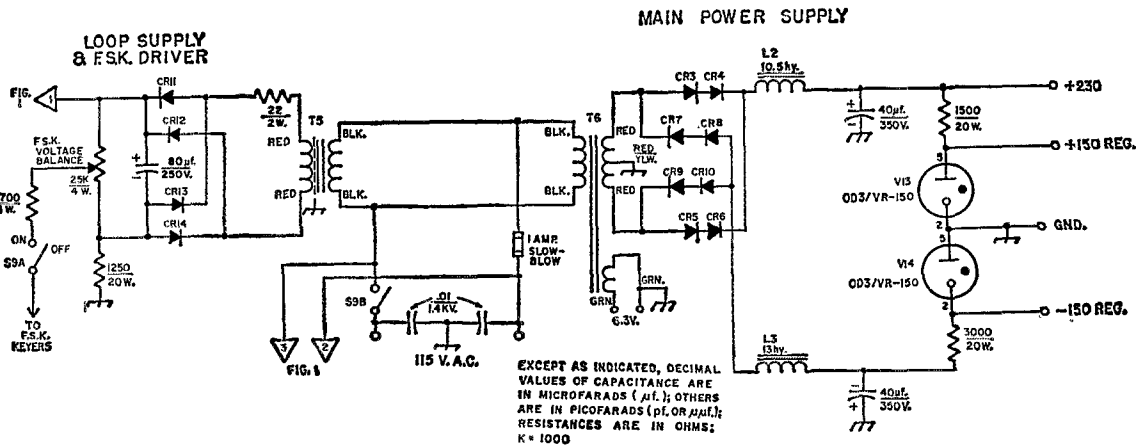 MAIN POWER SUPPLY
LOOP SUPPLY
& F.S.K. DRIVER
FIG.
1
CR11
CR12
80µf.
250V.
CR13
CR14
F.S.K.
VOLTAGE
BALANCE
25K
4W.
700
ON
OFF
S9A
1250
20W.
TO
F.S.K.
KEYERS
22
2W.
T5
RED
RED
BLK.
BLK.
1 AMP.
SLOW-
BLOW
S9B
.01
1.4KV.
3
2
FIG. 1
115 V. A.C.
T6
BLK.
BLK.
RED
RED
YLW.
RED
GRN.
GRN.
6.3V.
CR3
CR4
CR7
CR8
CR9
CR10
CR5
CR6
L2
10.5hy.
40µf.
350V.
1500
20W.
+230
+150 REG.
5
V13
OD3/VR-150
2
GND.
5
V14
OD3/VR-150
2
-150 REG.
3000
20W.
L3
13hy.
40µf.
350V.
EXCEPT AS INDICATED, DECIMAL
VALUES OF CAPACITANCE ARE
IN MICROFARADS (µf.); OTHERS
ARE IN PICOFARADS (pf. OR µµf.);
RESISTANCES ARE IN OHMS;
K = 1000